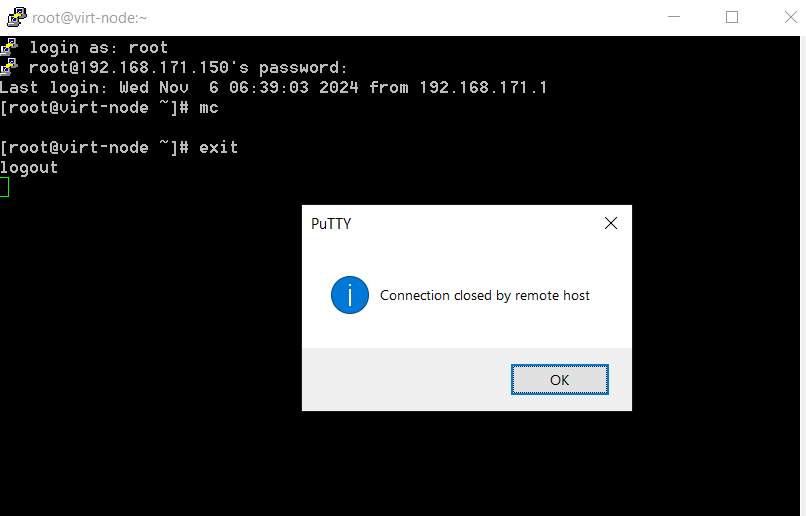 root@virt-node:~
login as: root
root@192.168.171.150's password:
Last login: Wed Nov  6 06:39:03 2024 from 192.168.171.1
[root@virt-node ~]# mc
[root@virt-node ~]# exit
logout
PuTTY
Connection closed by remote host
OK